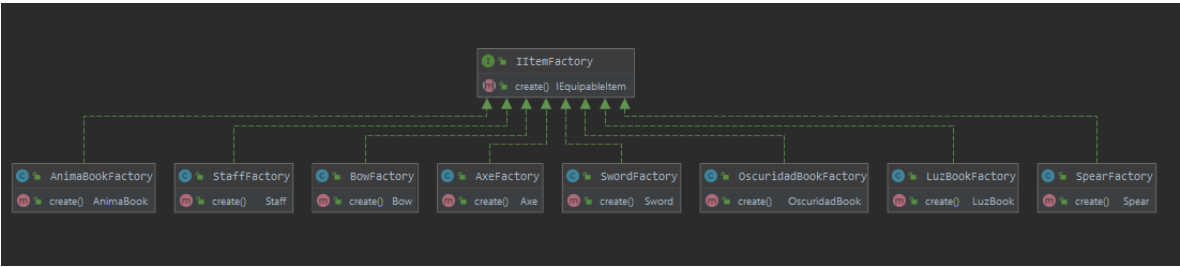 IItemFactory
create() IEquipableItem
AnimaBookFactory
create() AnimaBook
StaffFactory
create() Staff
BowFactory
create() Bow
AxeFactory
create() Axe
SwordFactory
create() Sword
OscuridadBookFactory
create() OscuridadBook
LuzBookFactory
create() LuzBook
SpearFactory
create() Spear